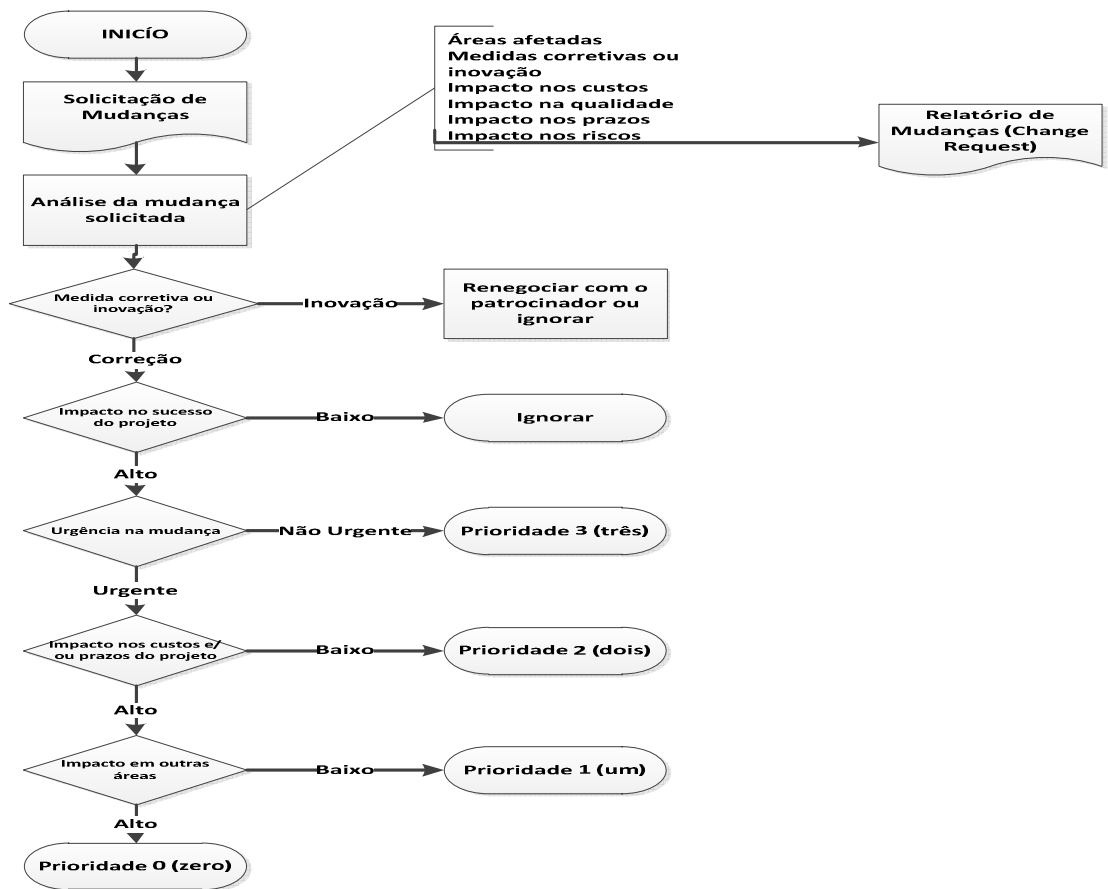 INICÍO
Solicitação de
Mudanças
Análise da mudança
solicitada
Áreas afetadas
Medidas corretivas ou
inovação
Impacto nos custos
Impacto na qualidade
Impacto nos prazos
Impacto nos riscos
Relatório de
Mudanças (Change
Request)
Medida corretiva ou
inovação?
Inovação
Renegociar com o
patrocinador ou
ignorar
Correção
Impacto no sucesso
do projeto
Baixo
Ignorar
Alto
Urgência na mudança
Não Urgente
Prioridade 3 (três)
Urgente
Impacto nos custos e/
ou prazos do projeto
Baixo
Prioridade 2 (dois)
Alto
Impacto em outras
áreas
Baixo
Prioridade 1 (um)
Alto
Prioridade 0 (zero)